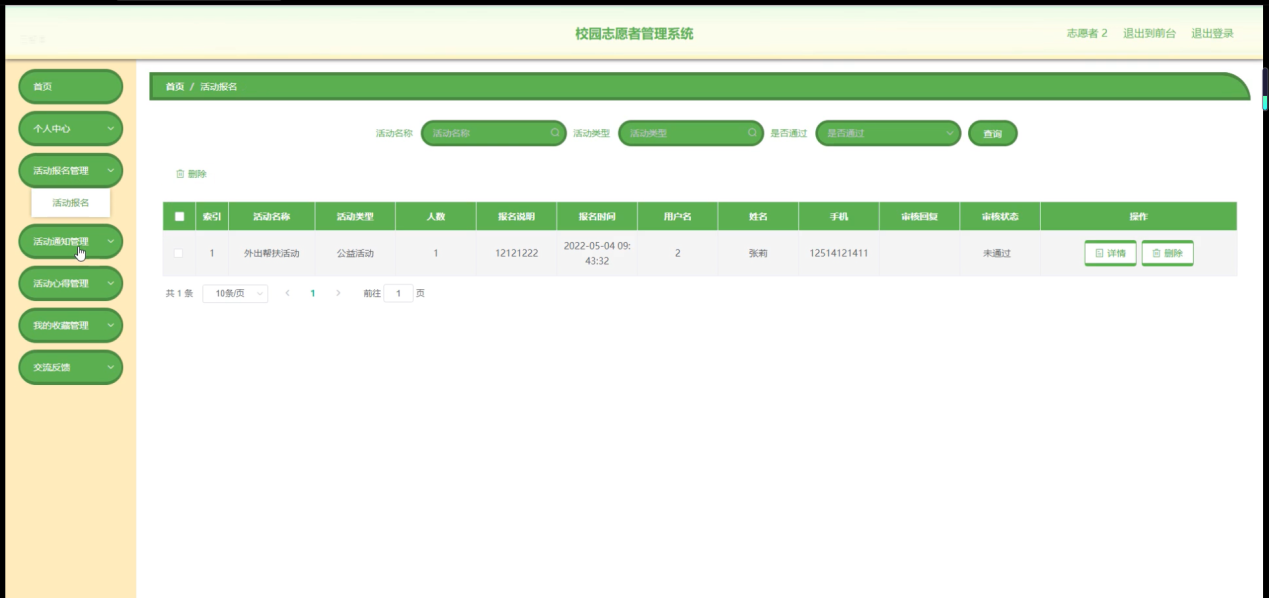 校园志愿者管理系统
志愿者 2 退出到前台 退出登录
首页
个人中心
活动报名管理
活动报名
活动通知管理
活动心得管理
我的收藏管理
交流反馈
首页 / 活动报名
活动名称 活动名称 活动类型 活动类型 是否通过 是否通过 查询
删除
索引 活动名称 活动类型 人数 报名说明 报名时间 用户名 姓名 手机 审核回复 审核状态 操作
1 外出帮扶活动 公益活动 1 12121222 2022-05-04 09:43:32 2 张莉 12514121411 未通过 详情 删除
共 1 条 10条/页 1 前往 1 页